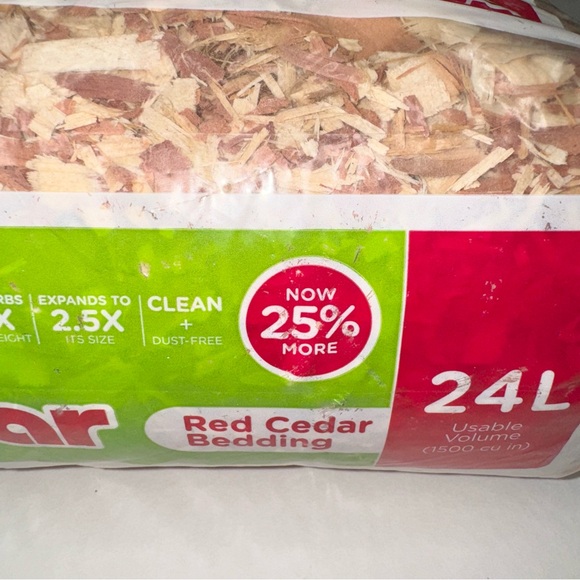 RBS
X
EIGHT
EXPANDS TO
2.5X
ITS SIZE
CLEAN
+
DUST-FREE
NOW
25%
MORE
24L
Usable
Volume
(1500 cu in)
ar
Red Cedar
Bedding